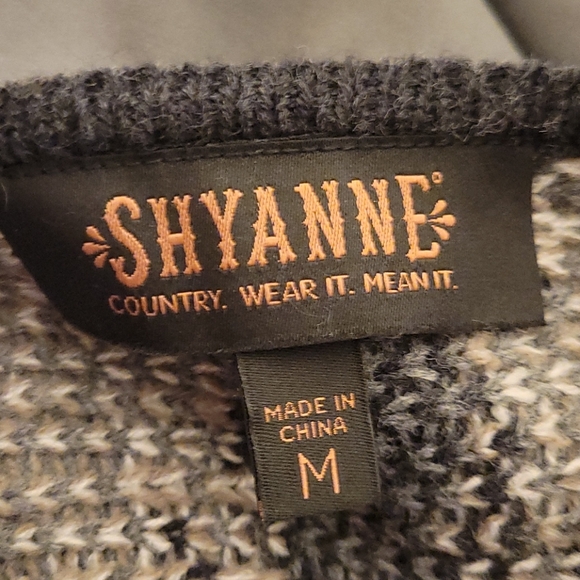 SHYANNE®
COUNTRY. WEAR IT. MEAN IT.
MADE IN
CHINA
M